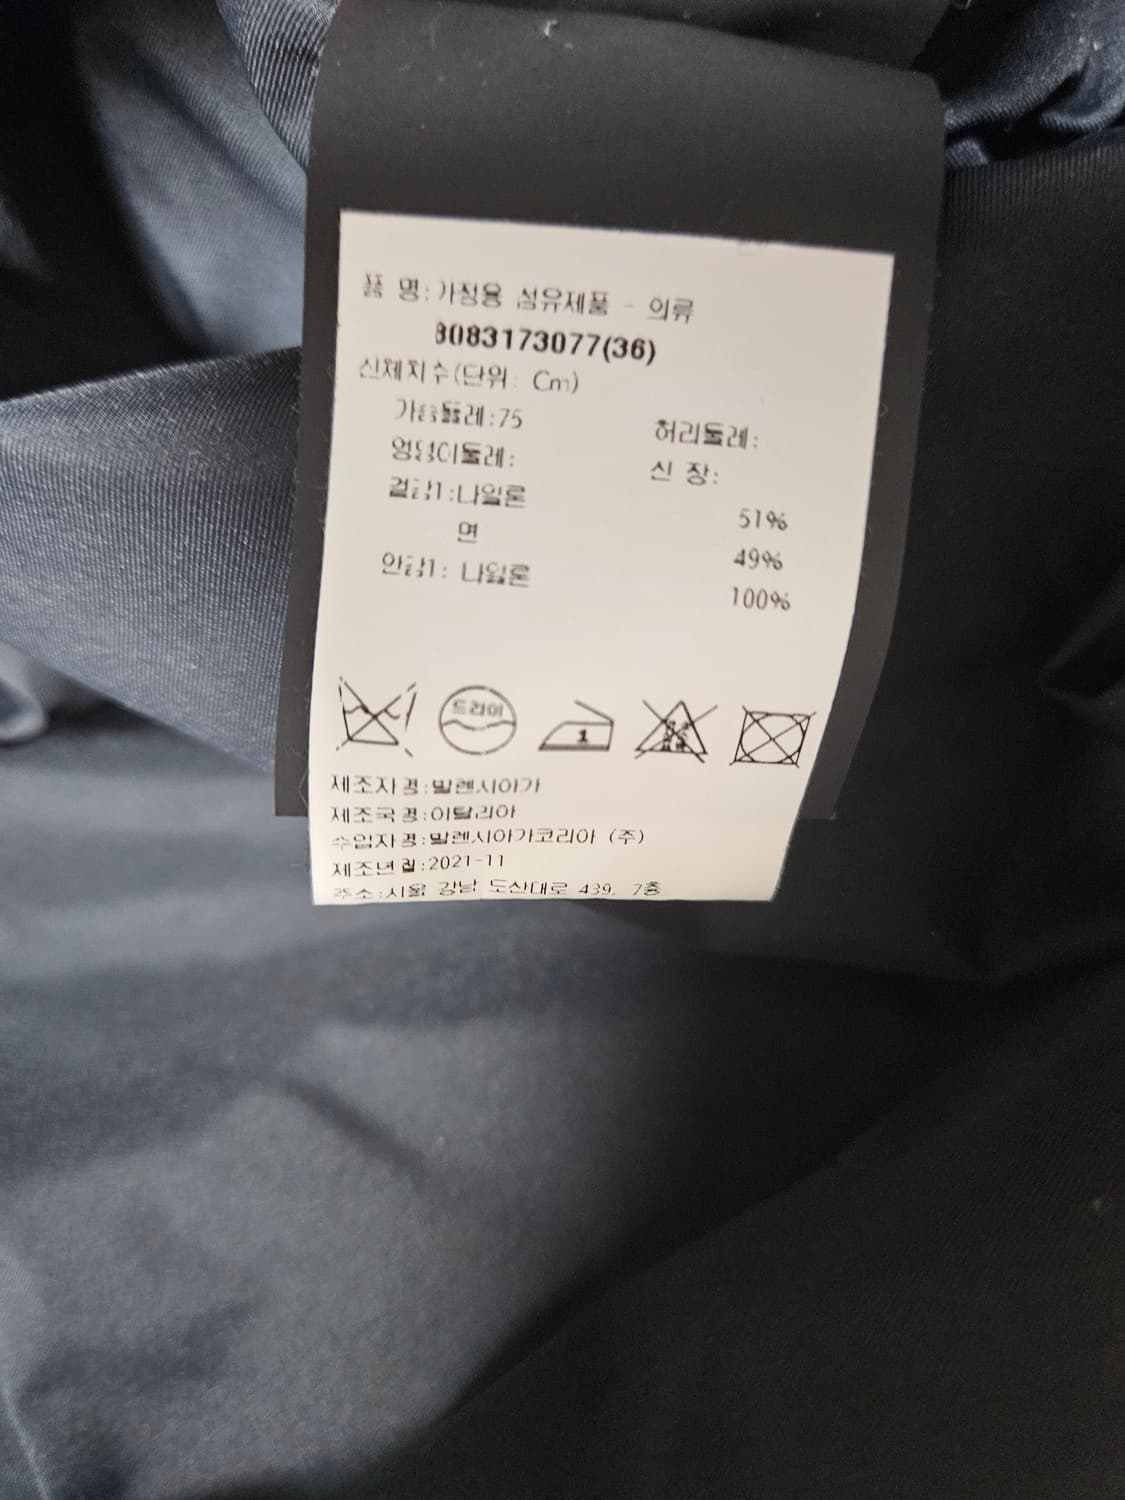 품 명:가정용 섬유제품 - 의류
8083173077(36)
신체치수(단위: Cm)
가슴둘레:75 허리둘레:
엉덩이둘레: 신 장:
겉감1:나일론 51%
면 49%
안감1: 나일론 100%
드라이
1
제조자명:발렌시아가
제조국명:이탈리아
수입자명:발렌시아가코리아 (주)
제조년월:2021-11
주소:서울 강남 도산대로 439, 7층